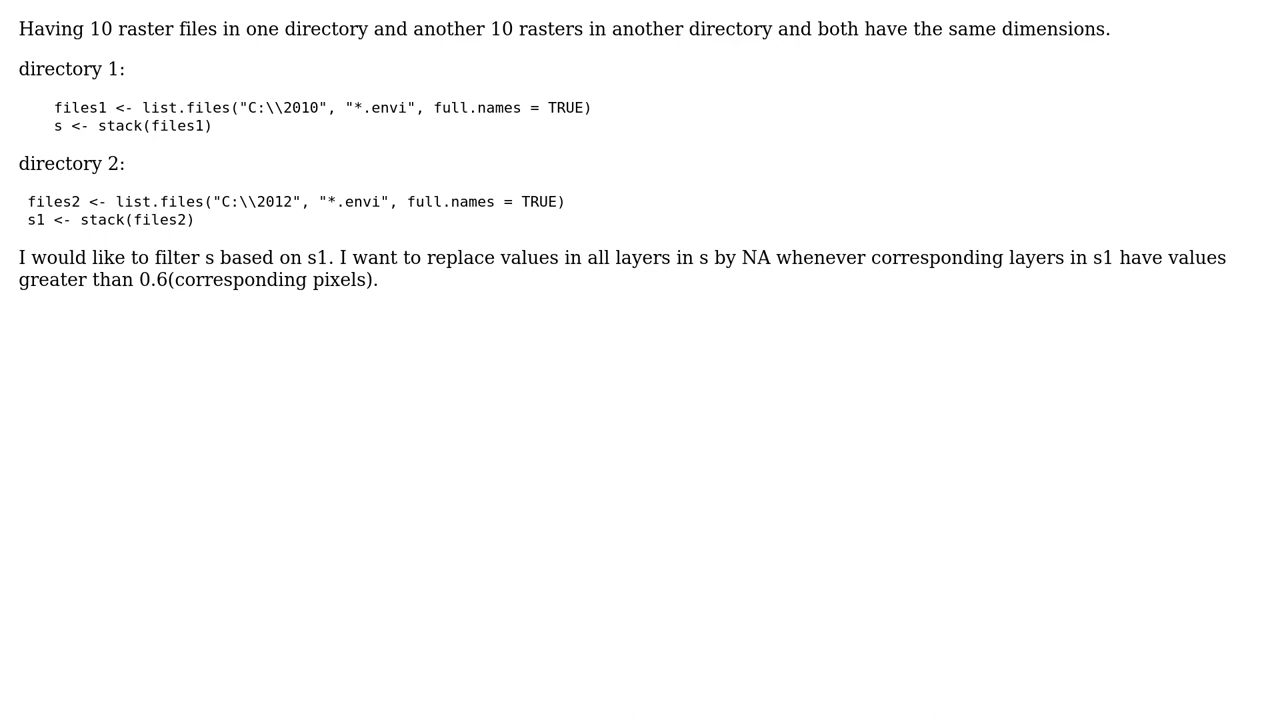 Having 10 raster files in one directory and another 10 rasters in another directory and both have the same dimensions.
directory 1:
files1 <- list.files("C:\\2010", "*.envi", full.names = TRUE)
s <- stack(files1)
directory 2:
files2 <- list.files("C:\\2012", "*.envi", full.names = TRUE)
s1 <- stack(files2)
I would like to filter s based on s1. I want to replace values in all layers in s by NA whenever corresponding layers in s1 have values
greater than 0.6(corresponding pixels).